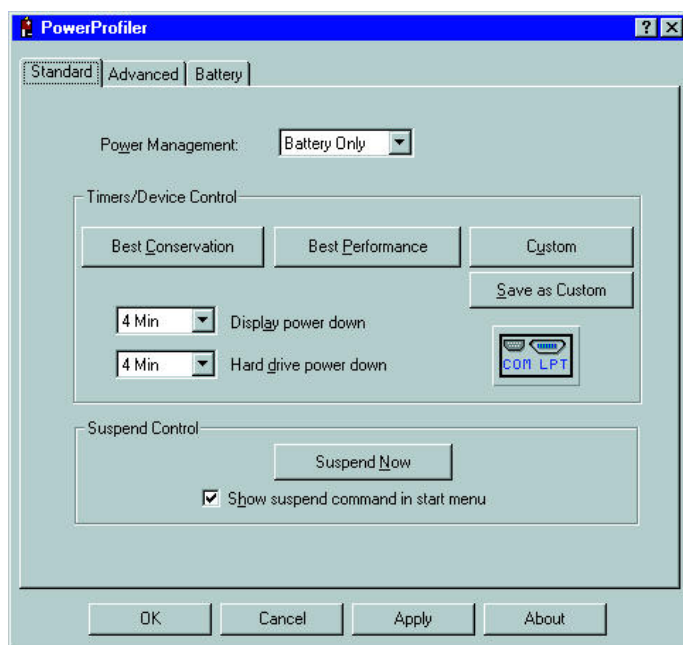 PowerProfiler
Standard Advanced Battery
Power Management: Battery Only
Timers/Device Control
Best Conservation Best Performance Custom
Save as Custom
4 Min Display power down
4 Min Hard drive power down
COM LPT
Suspend Control
Suspend Now
Show suspend command in start menu
OK Cancel Apply About